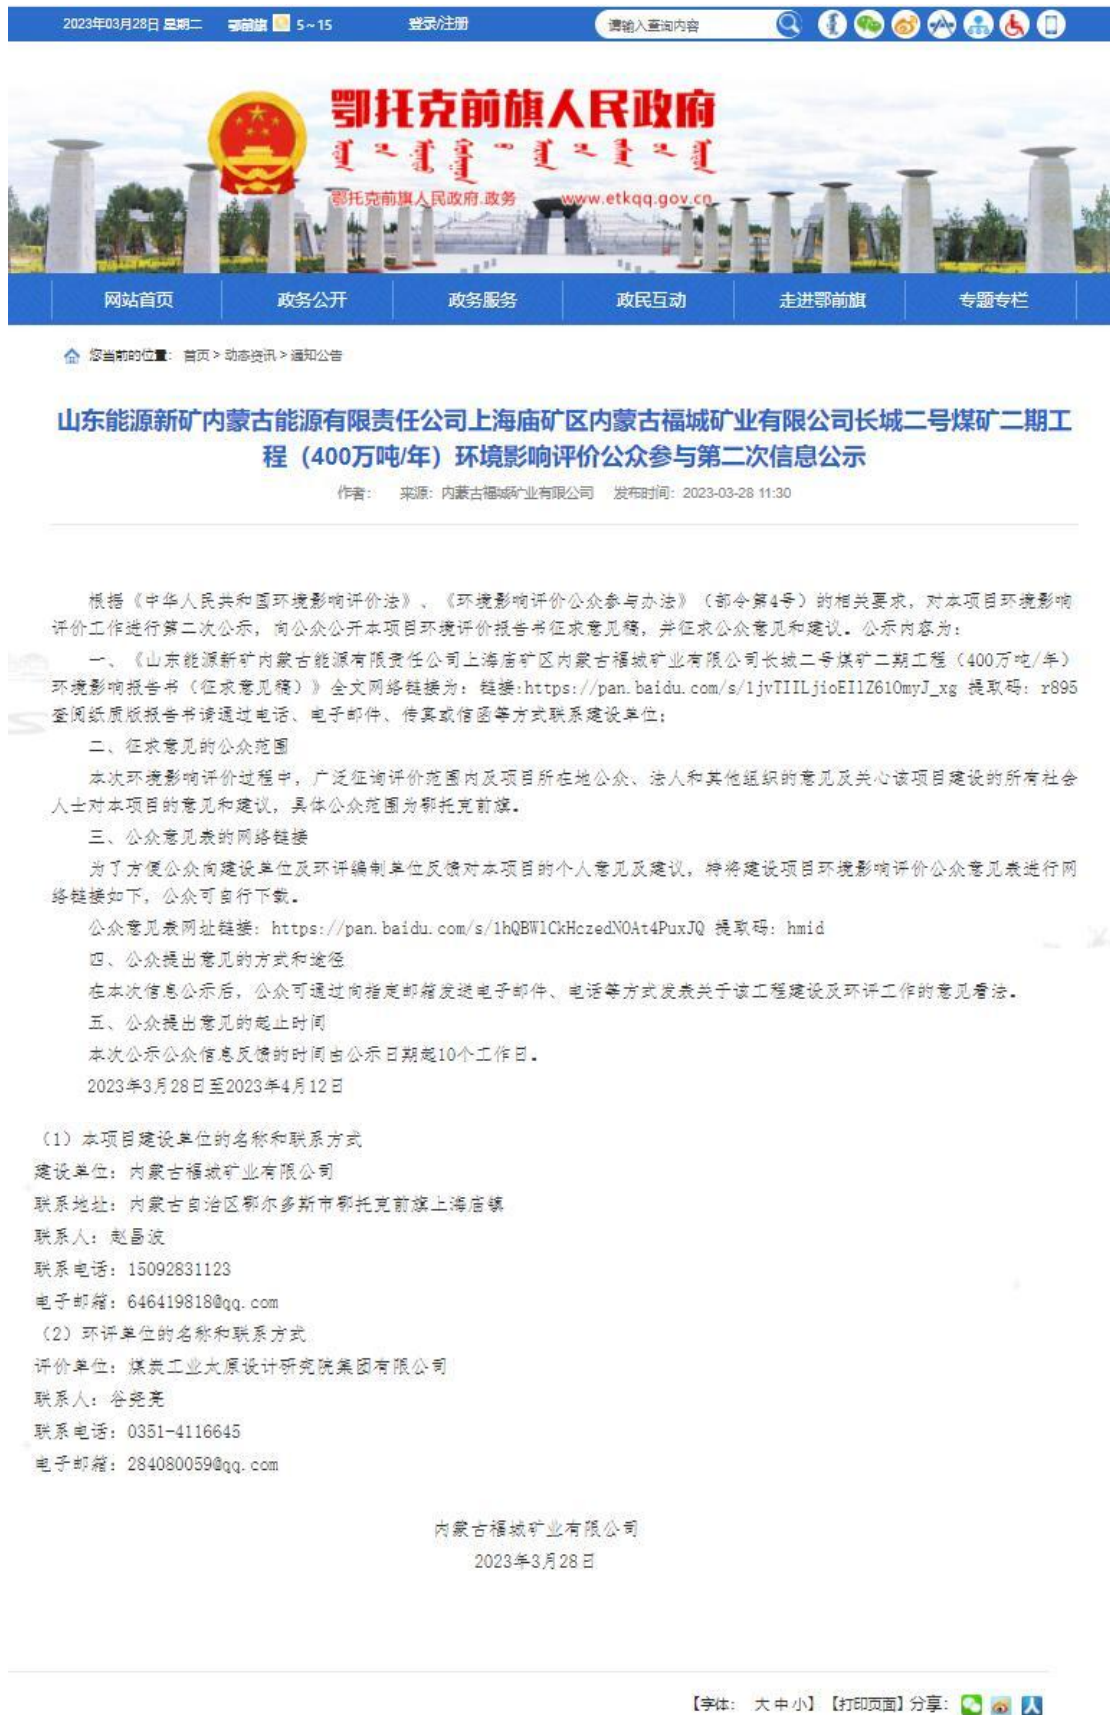 2023年03月28日 星期二 鄂前旗 5~15 登录/注册 请输入查询内容
鄂托克前旗人民政府
鄂托克前旗人民政府.政务 www.etkqq.gov.cn
网站首页 政务公开 政务服务 政民互动 走进鄂前旗 专题专栏
您当前的位置： 首页 > 动态资讯 > 通知公告
山东能源新矿内蒙古能源有限责任公司上海庙矿区内蒙古福城矿业有限公司长城二号煤矿二期工
程（400万吨/年）环境影响评价公众参与第二次信息公示
作者： 来源：内蒙古福城矿业有限公司 发布时间：2023-03-28 11:30
根据《中华人民共和国环境影响评价法》、《环境影响评价公众参与办法》（部令第4号）的相关要求，对本项目环境影响
评价工作进行第二次公示，向公众公开本项目环境评价报告书征求意见稿，并征求公众意见和建议。公示内容为：
一、《山东能源新矿内蒙古能源有限责任公司上海庙矿区内蒙古福城矿业有限公司长城二号煤矿二期工程（400万吨/年）
环境影响报告书（征求意见稿）》全文网络链接为：链接:https://pan.baidu.com/s/1jvTIILjioEI1Z610myJ_xg 提取码：r895
查阅纸质版报告书请通过电话、电子邮件、传真或信函等方式联系建设单位；
二、征求意见的公众范围
本次环境影响评价过程中，广泛征询评价范围内及项目所在地公众、法人和其他组织的意见及关心该项目建设的所有社会
人士对本项目的意见和建议，具体公众范围为鄂托克前旗。
三、公众意见表的网络链接
为了方便公众向建设单位及环评编制单位反馈对本项目的个人意见及建议，特将建设项目环境影响评价公众意见表进行网
络链接如下，公众可自行下载。
公众意见表网址链接：https://pan.baidu.com/s/1hQBWlCkHczedNOAt4PuxJQ 提取码：hmid
四、公众提出意见的方式和途径
在本次信息公示后，公众可通过向指定邮箱发送电子邮件、电话等方式发表关于该工程建设及环评工作的意见看法。
五、公众提出意见的起止时间
本次公示公众信息反馈的时间由公示日期起10个工作日。
2023年3月28日至2023年4月12日
（1）本项目建设单位的名称和联系方式
建设单位：内蒙古福城矿业有限公司
联系地址：内蒙古自治区鄂尔多斯市鄂托克前旗上海庙镇
联系人：赵昌波
联系电话：15092831123
电子邮箱：646419818@qq.com
（2）环评单位的名称和联系方式
评价单位：煤炭工业太原设计研究院集团有限公司
联系人：谷尧亮
联系电话：0351-4116645
电子邮箱：284080059@qq.com
内蒙古福城矿业有限公司
2023年3月28日
【字体： 大 中 小】【打印页面】分享：